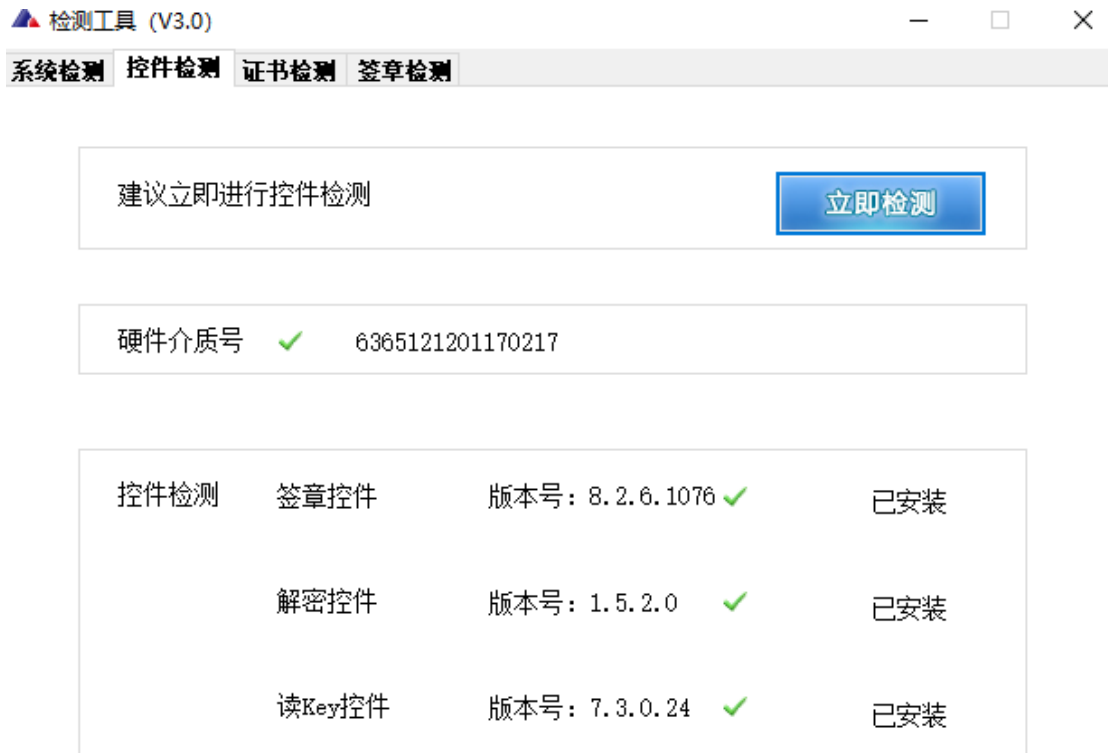 检测工具 (V3.0)
系统检测 控件检测 证书检测 签章检测
建议立即进行控件检测 立即检测
硬件介质号 6365121201170217
控件检测 签章控件 版本号：8.2.6.1076 已安装
解密控件 版本号：1.5.2.0 已安装
读Key控件 版本号：7.3.0.24 已安装